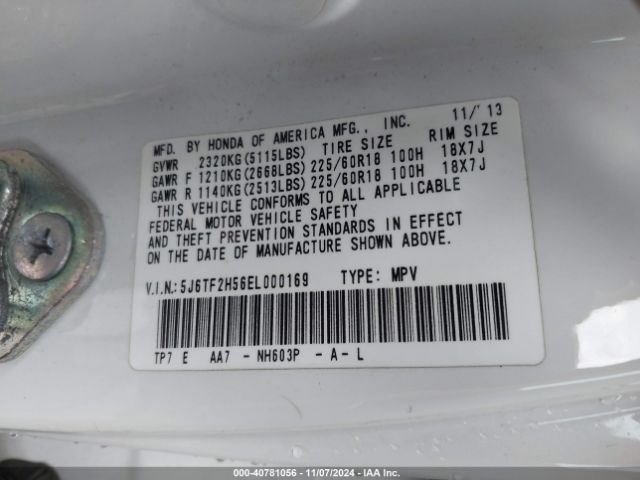 MFD. BY HONDA OF AMERICA MFG., INC. 11/'13
GVWR 2320KG(5115LBS) TIRE SIZE RIM SIZE
GAWR F 1210KG(2668LBS) 225/60R18 100H 18X7J
GAWR R 1140KG(2513LBS) 225/60R18 100H 18X7J
THIS VEHICLE CONFORMS TO ALL APPLICABLE
FEDERAL MOTOR VEHICLE SAFETY
AND THEFT PREVENTION STANDARDS IN EFFECT
ON THE DATE OF MANUFACTURE SHOWN ABOVE.
V.I.N.:5J6TF2H56EL000169 TYPE: MPV
TP7 E AA7 - NH603P - A - L
000-40781056 - 11/07/2024 - IAA Inc.